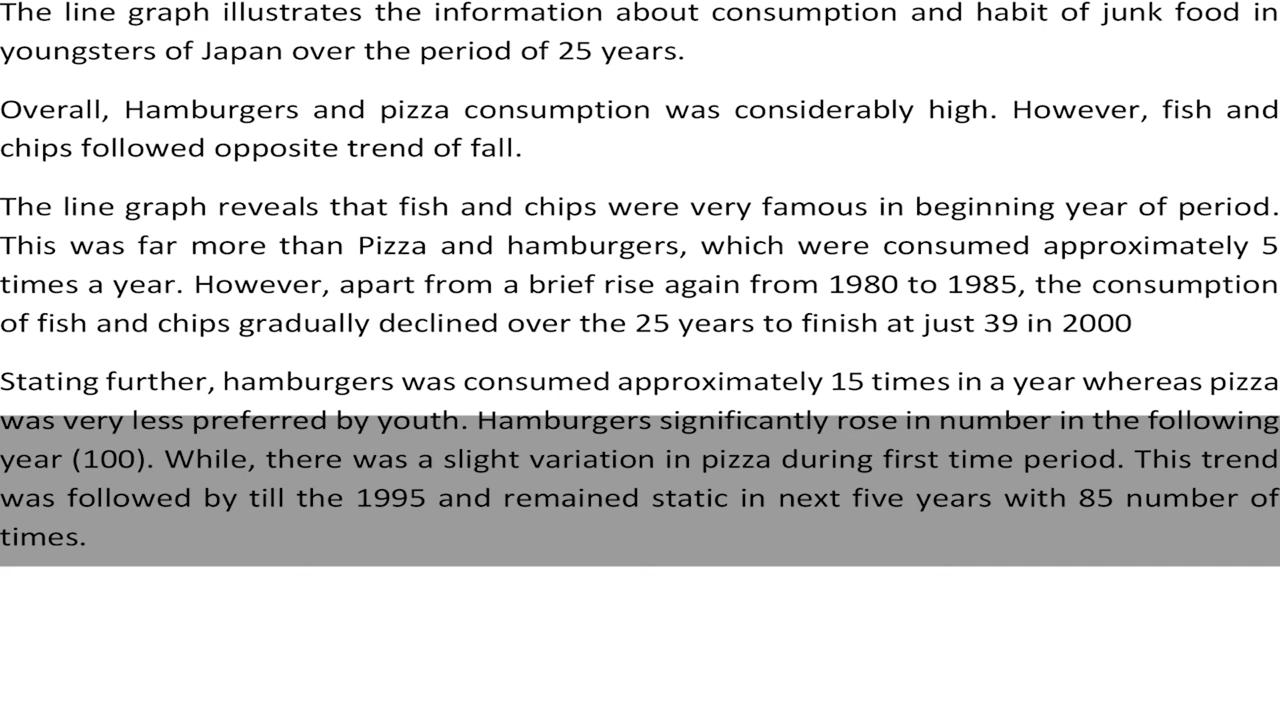 The line graph illustrates the information about consumption and habit of junk food in
youngsters of Japan over the period of 25 years.
Overall, Hamburgers and pizza consumption was considerably high. However, fish and
chips followed opposite trend of fall.
The line graph reveals that fish and chips were very famous in beginning year of period.
This was far more than Pizza and hamburgers, which were consumed approximately 5
times a year. However, apart from a brief rise again from 1980 to 1985, the consumption
of fish and chips gradually declined over the 25 years to finish at just 39 in 2000
Stating further, hamburgers was consumed approximately 15 times in a year whereas pizza
was very less preferred by youth. Hamburgers significantly rose in number in the following
year (100). While, there was a slight variation in pizza during first time period. This trend
was followed by till the 1995 and remained static in next five years with 85 number of
times.